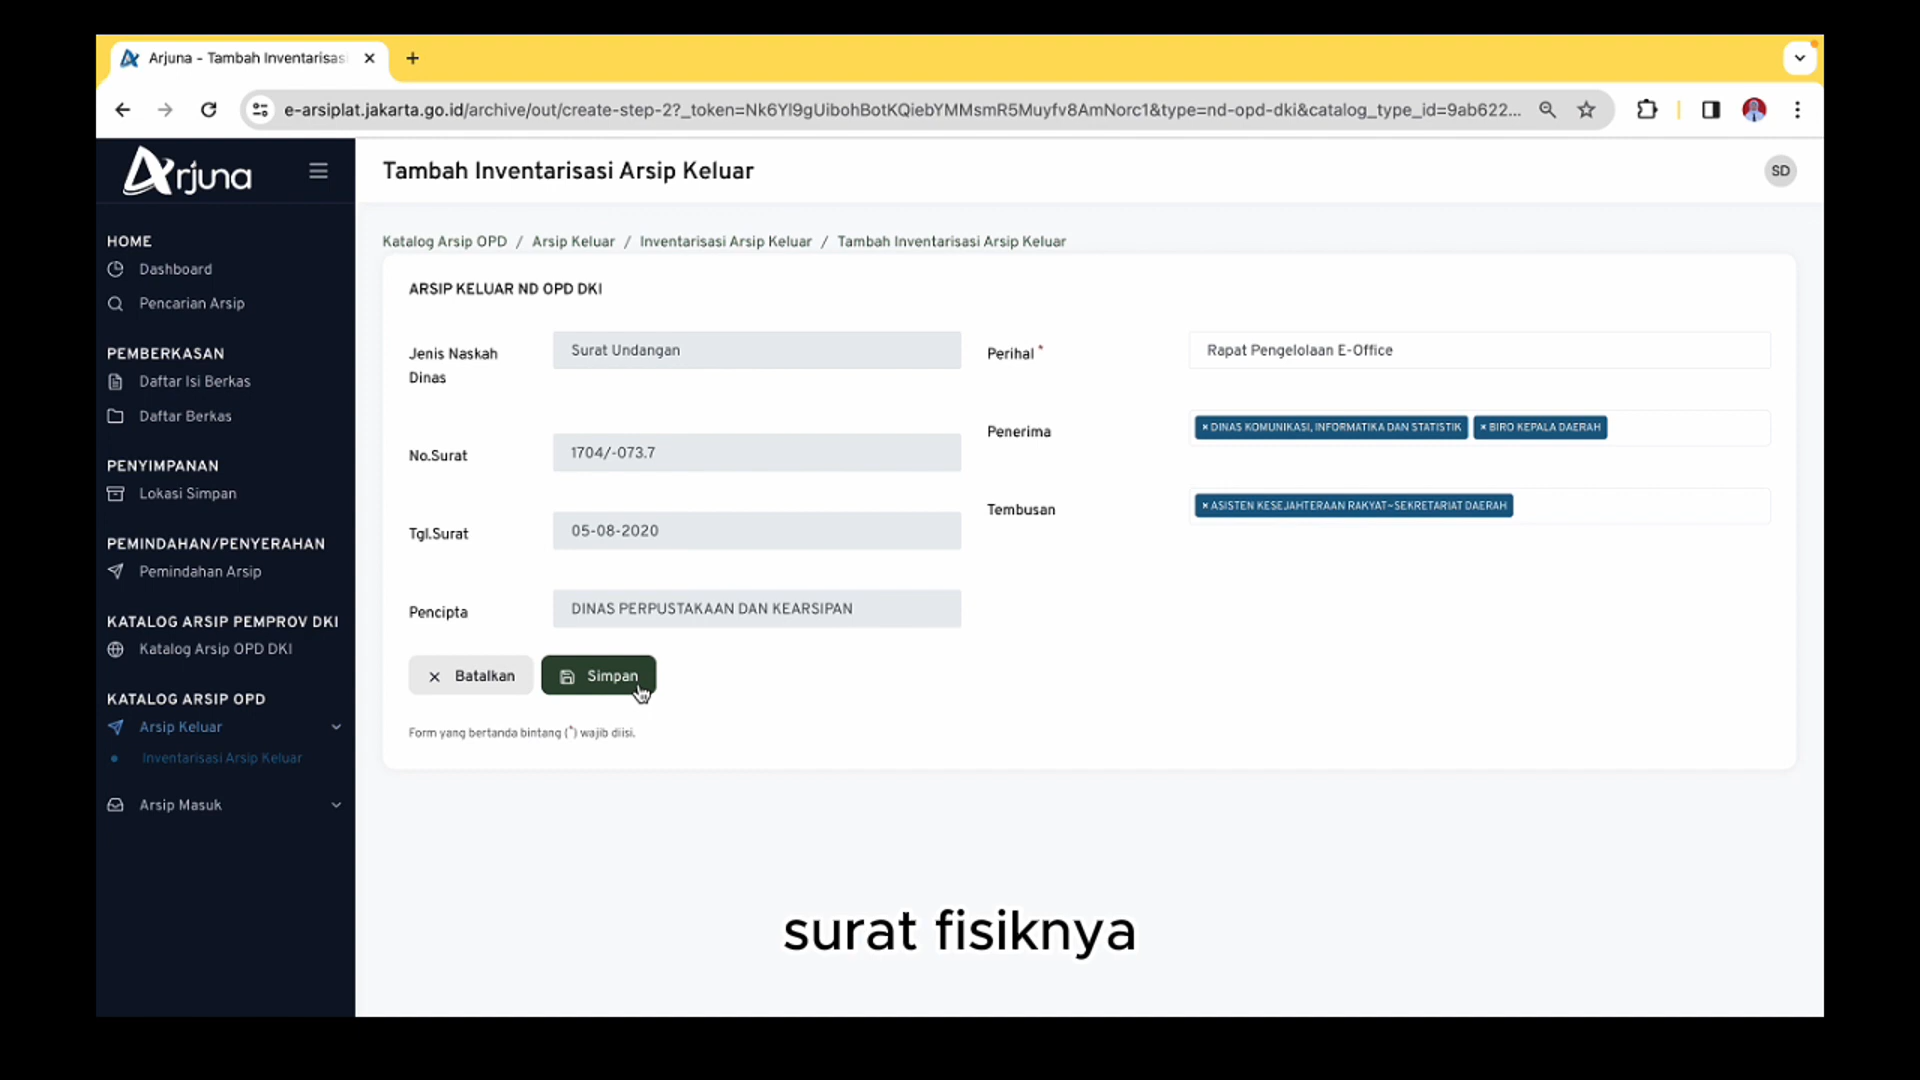 Arjuna - Tambah Inventarisas
e-arsiplat.jakarta.go.id/archive/out/create-step-2?_token=Nk6Yl9gUibohBotKQiebYMMsmR5Muyfv8AmNorc1&type=nd-opd-dki&catalog_type_id=9ab622...
Arjuna
HOME
Dashboard
Pencarian Arsip
PEMBERKASAN
Daftar Isi Berkas
Daftar Berkas
PENYIMPANAN
Lokasi Simpan
PEMINDAHAN/PENYERAHAN
Pemindahan Arsip
KATALOG ARSIP PEMPROV DKI
Katalog Arsip OPD DKI
KATALOG ARSIP OPD
Arsip Keluar
Inventarisasi Arsip Keluar
Arsip Masuk
Tambah Inventarisasi Arsip Keluar
SD
Katalog Arsip OPD / Arsip Keluar / Inventarisasi Arsip Keluar / Tambah Inventarisasi Arsip Keluar
ARSIP KELUAR ND OPD DKI
Jenis Naskah
Dinas
Surat Undangan
No.Surat
1704/-073.7
Tgl.Surat
05-08-2020
Pencipta
DINAS PERPUSTAKAAN DAN KEARSIPAN
Perihal *
Rapat Pengelolaan E-Office
Penerima
× DINAS KOMUNIKASI, INFORMATIKA DAN STATISTIK × BIRO KEPALA DAERAH
Tembusan
× ASISTEN KESEJAHTERAAN RAKYAT-SEKRETARIAT DAERAH
Batalkan
Simpan
Form yang bertanda bintang (*) wajib diisi.
surat fisiknya